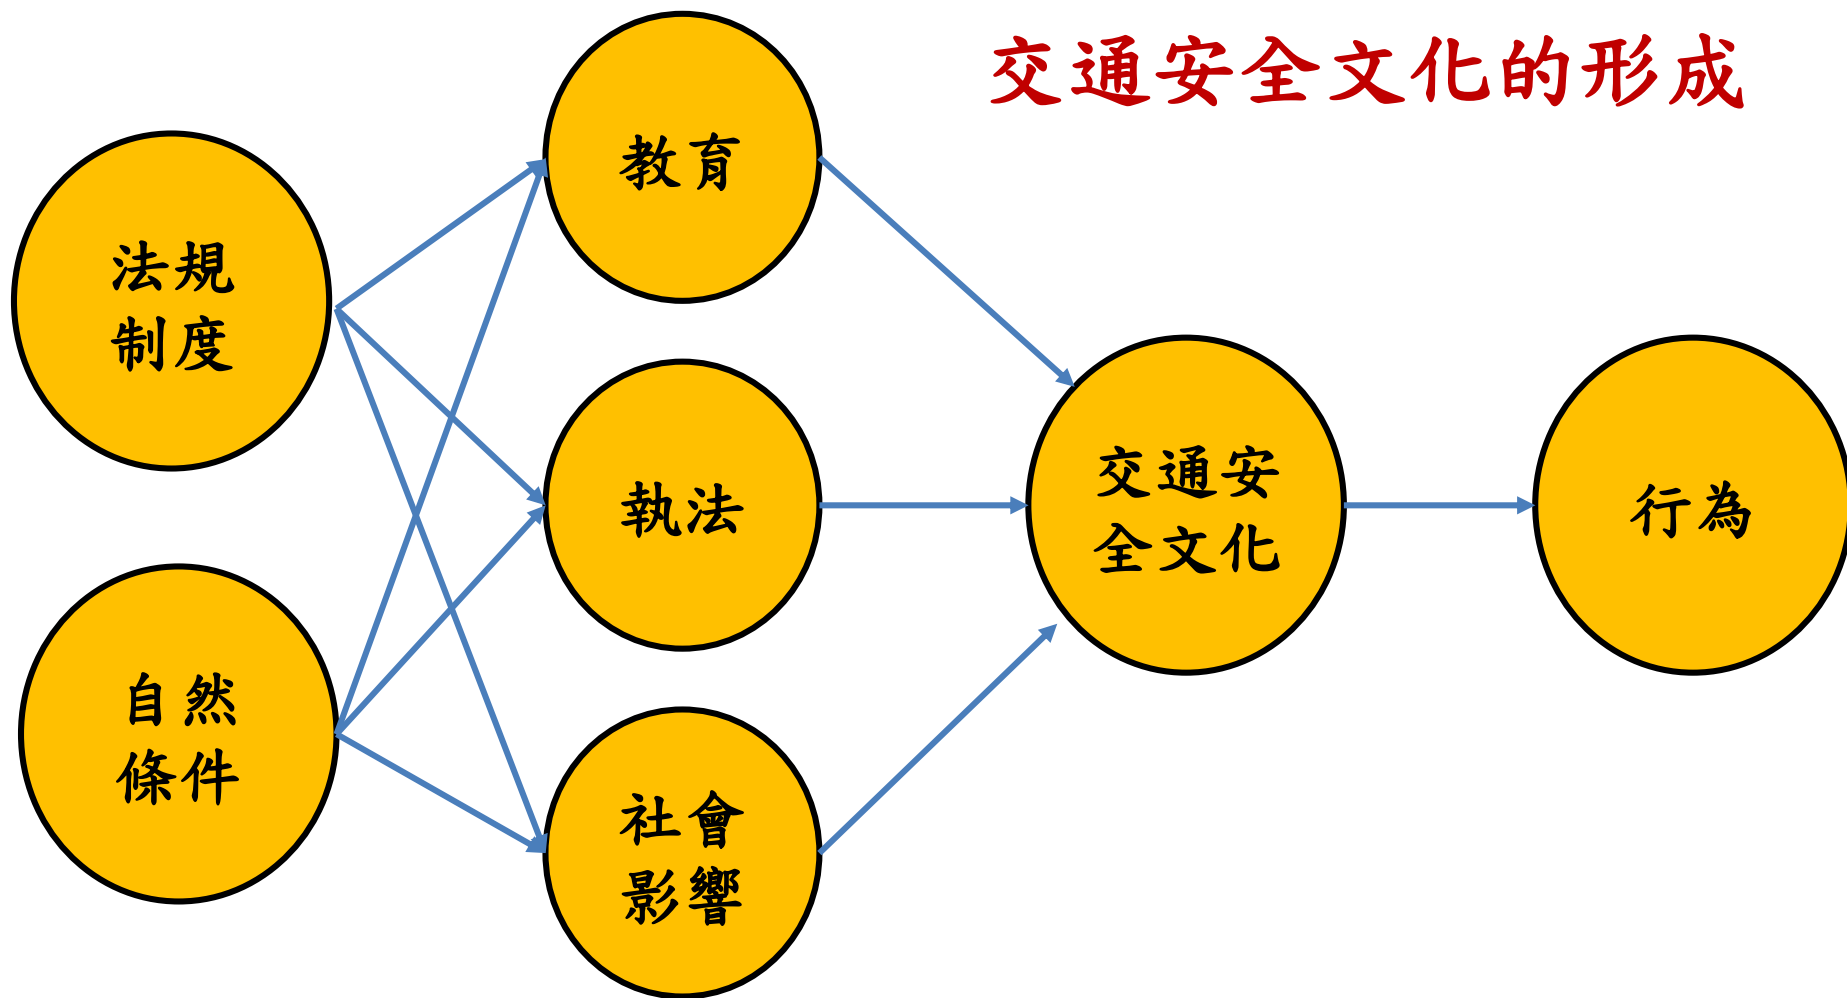 交通安全文化的形成
教育
法規
制度
執法
交通安
全文化
行為
自然
條件
社會
影響